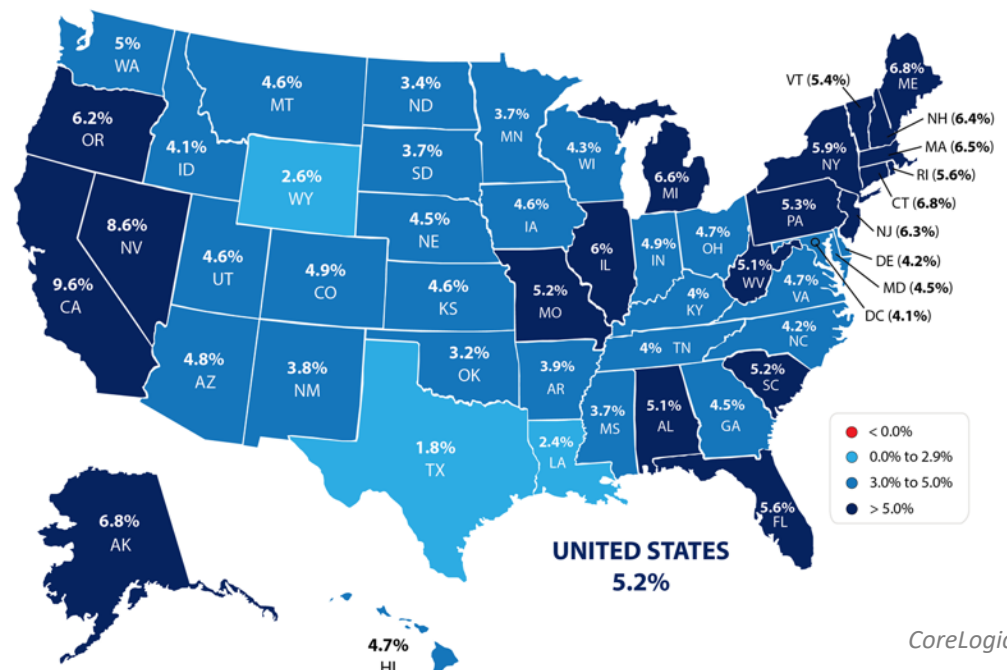 5%
WA
4.6%
MT
3.4%
ND
3.7%
MN
6.2%
OR
4.1%
ID
2.6%
WY
3.7%
SD
4.3%
WI
6.6%
MI
5.9%
NY
VT (5.4%)
6.8%
ME
NH (6.4%)
MA (6.5%)
RI (5.6%)
CT (6.8%)
NJ (6.3%)
DE (4.2%)
MD (4.5%)
DC (4.1%)
9.6%
CA
8.6%
NV
4.6%
UT
4.9%
CO
4.5%
NE
4.6%
KS
4.6%
IA
5.2%
MO
6%
IL
4.9%
IN
4.7%
OH
5.3%
PA
5.1%
WV
4.7%
VA
4%
KY
4.2%
NC
4% TN
4.8%
AZ
3.8%
NM
3.2%
OK
3.9%
AR
1.8%
TX
2.4%
LA
3.7%
MS
5.1%
AL
4.5%
GA
5.2%
SC
5.6%
FL
6.8%
AK
4.7%
HI
< 0.0%
0.0% to 2.9%
3.0% to 5.0%
> 5.0%
UNITED STATES
5.2%
CoreLogic